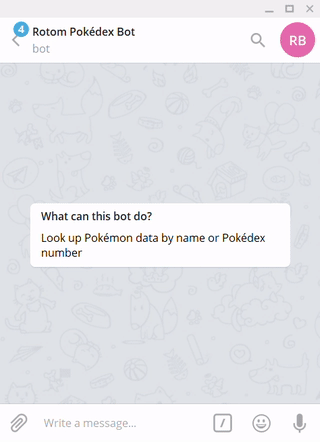 4
Rotom Pokédex Bot
bot
RB
What can this bot do?
Look up Pokémon data by name or Pokédex
number
Write a message...
/